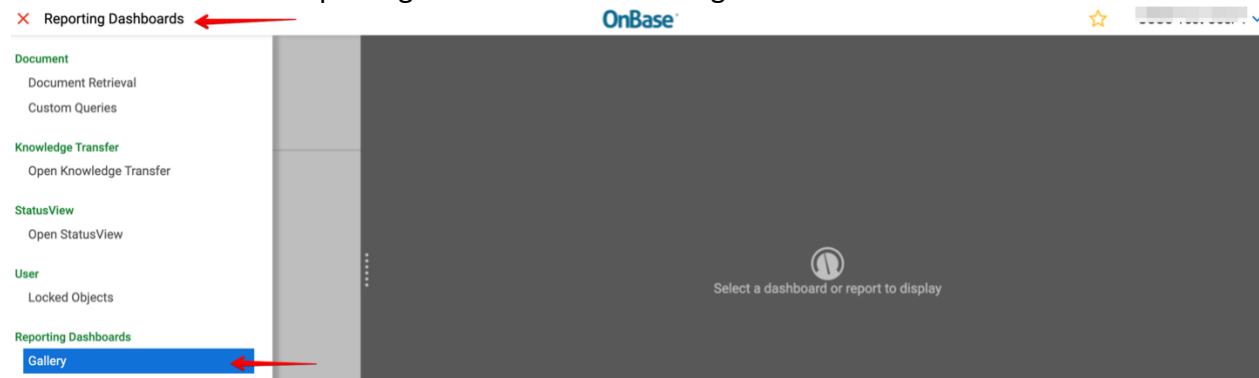 Reporting Dashboards
OnBase
Document
Document Retrieval
Custom Queries
Knowledge Transfer
Open Knowledge Transfer
StatusView
Open StatusView
User
Locked Objects
Reporting Dashboards
Gallery
Select a dashboard or report to display